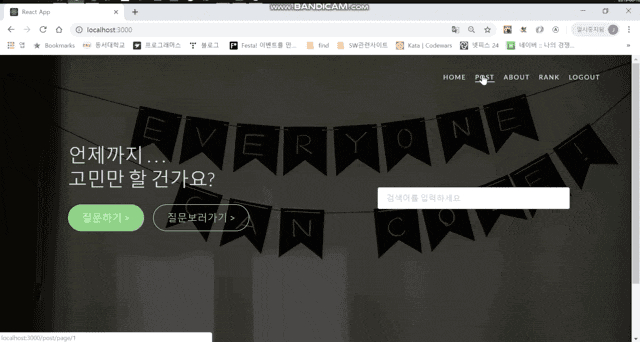 React App
www.BANDICAM.com
localhost:3000
일시중지됨
앱
Bookmarks
동서대학교
프로그래머스
블로그
Festa! 이벤트를 만...
find
SW관련사이트
Kata | Codewars
넷퍼스 24
네이버 :: 나의 경쟁...
HOME POST ABOUT RANK LOGOUT
EVERYONE
CAN CODE!
언제까지 ...
고민만 할 건가요?
검색어를 입력하세요
질문하기 >
질문보러가기 >
localhost:3000/post/page/1